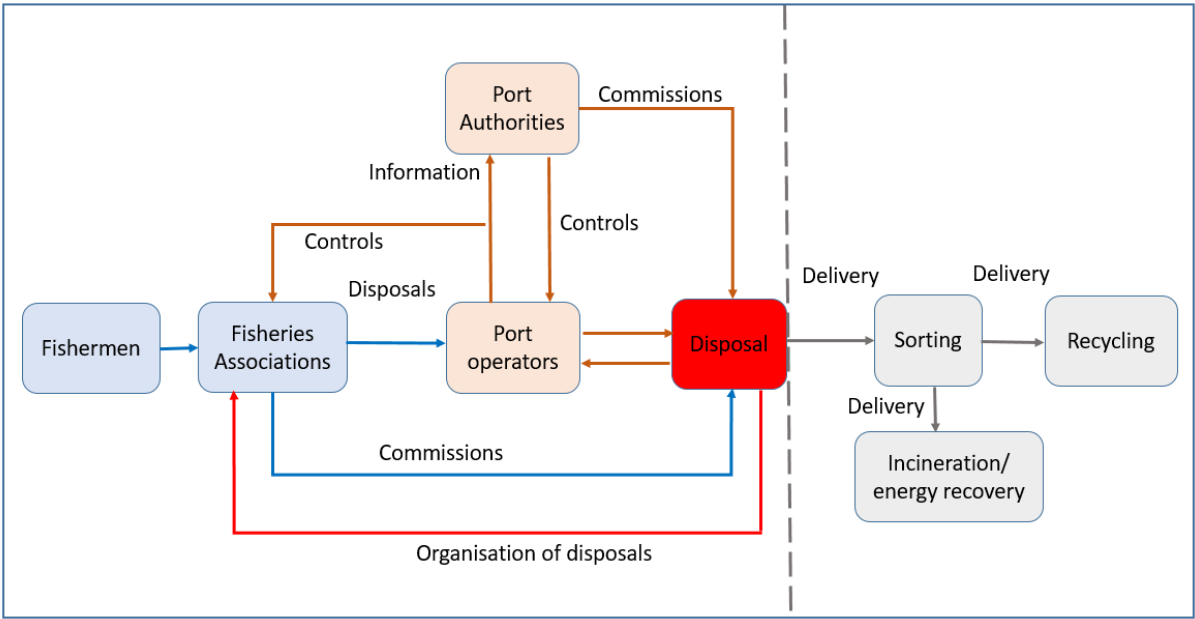 Port
Authorities
Commissions
Information
Controls
Controls
Disposals
Delivery
Delivery
Fishermen
Fisheries
Associations
Port
operators
Disposal
Sorting
Recycling
Delivery
Commissions
Incineration/
energy recovery
Organisation of disposals